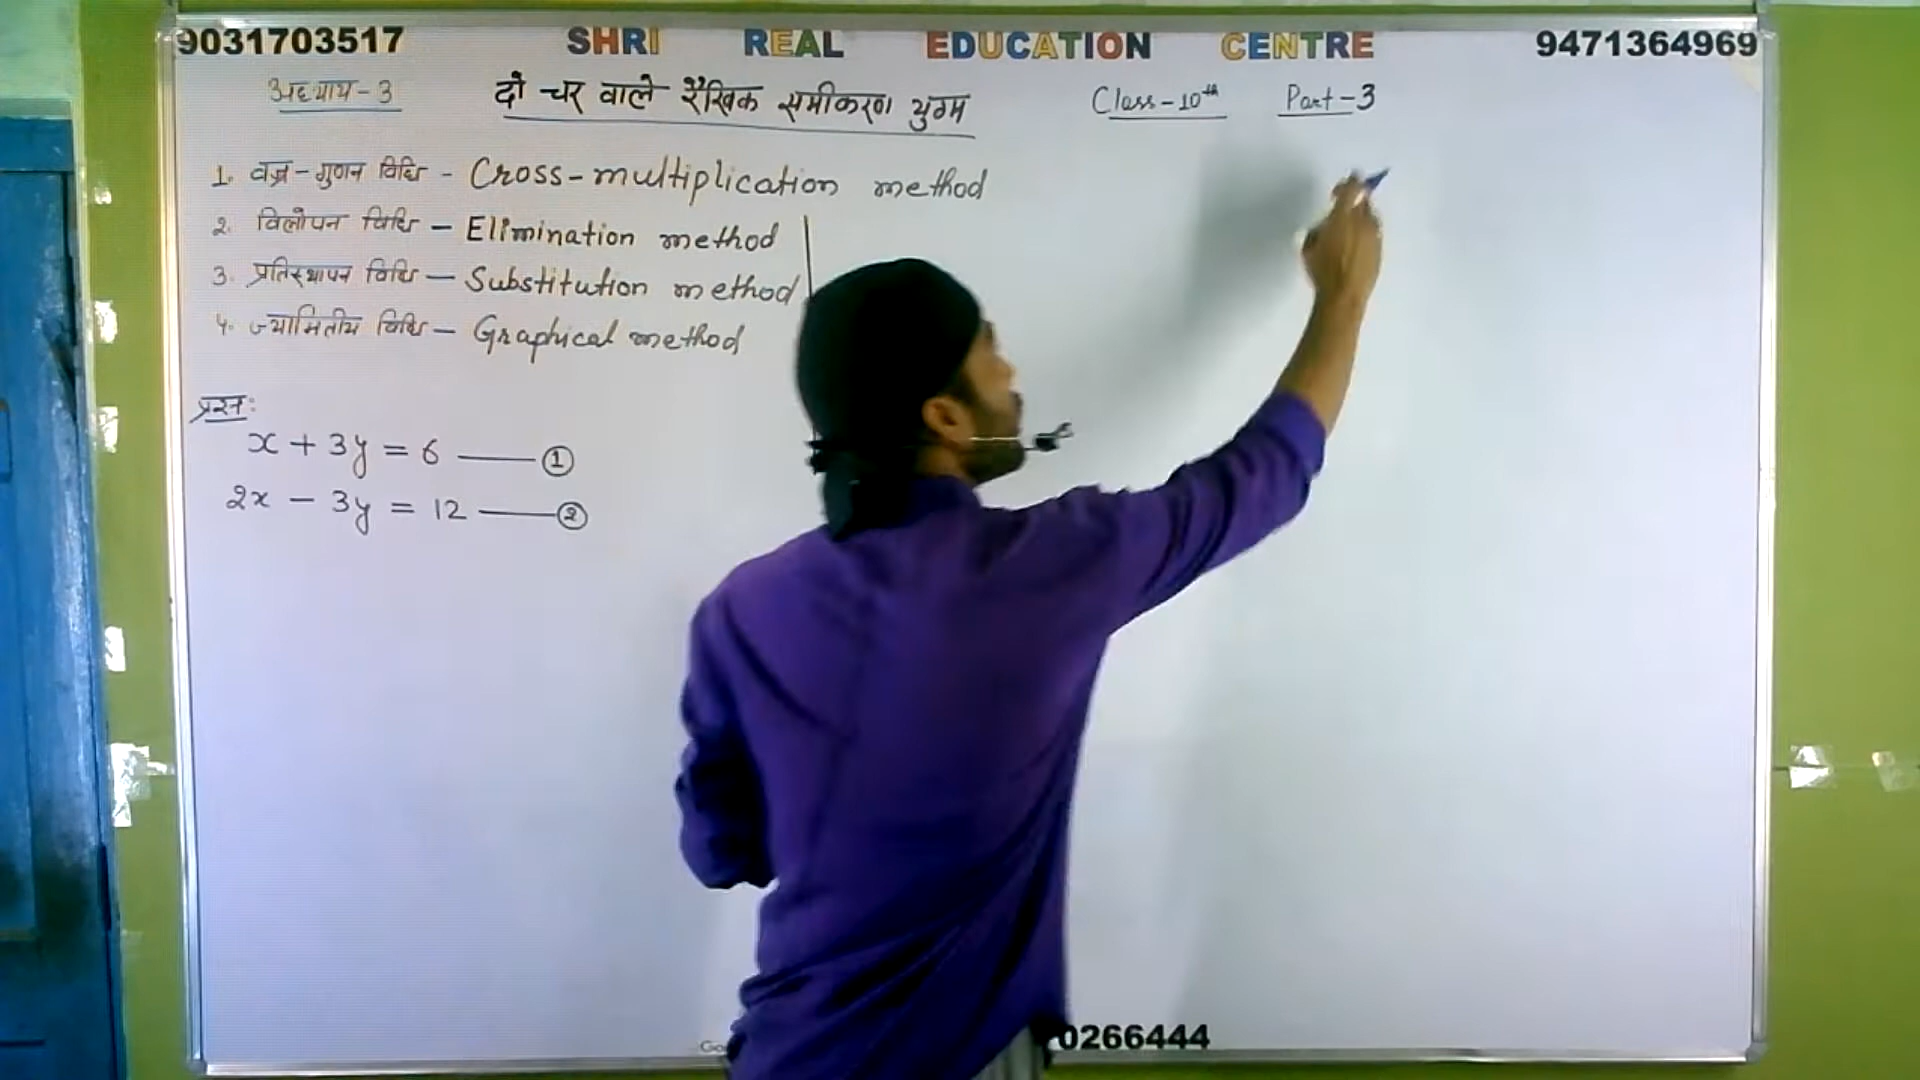 9031703517 SHRI REAL EDUCATION CENTRE 9471364969
अध्याय-3 दो चर वाले रैखिक समीकरण युग्म Class-10th Part-3
1. वज्र-गुणन विधि - Cross-multiplication method
2. विलोपन विधि - Elimination method
3. प्रतिस्थापन विधि - Substitution method
4. ज्यामितीय विधि - Graphical method
प्रश्न:
x + 3y = 6 —— ①
2x - 3y = 12 —— ②
0266444